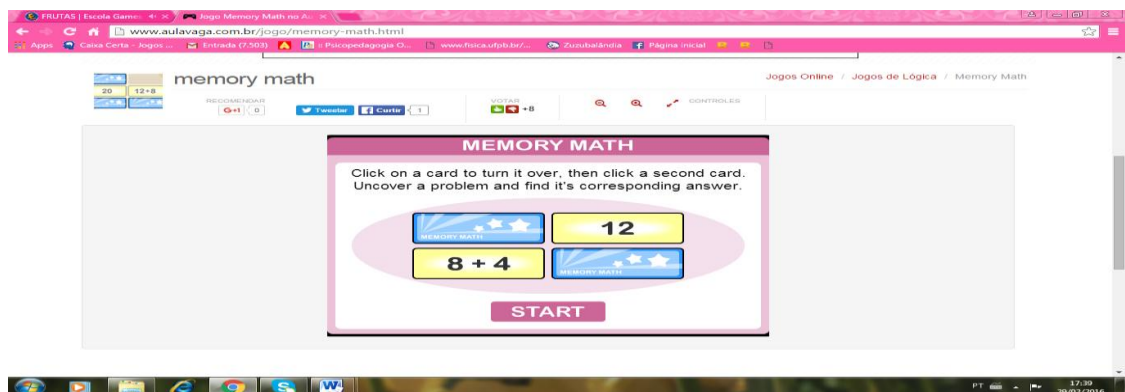 FRUTAS | Escola Games
Jogo Memory Math no A...
www.aulavaga.com.br/jogo/memory-math.html
Apps Caixa Certa - Jogos ... Entrada (7.503) Psicopedagogia O... www.fisica.ufpb.br/... Zuzubalândia Página inicial
20 12+8
memory math
Jogos Online / Jogos de Lógica / Memory Math
RECOMENDAR
G+1 0
Tweetar
Curtir 1
VOTAR
+8
CONTROLES
MEMORY MATH
Click on a card to turn it over, then click a second card.
Uncover a problem and find it's corresponding answer.
MEMORY MATH
12
8 + 4
MEMORY MATH
START
PT
17:39
29/02/2016